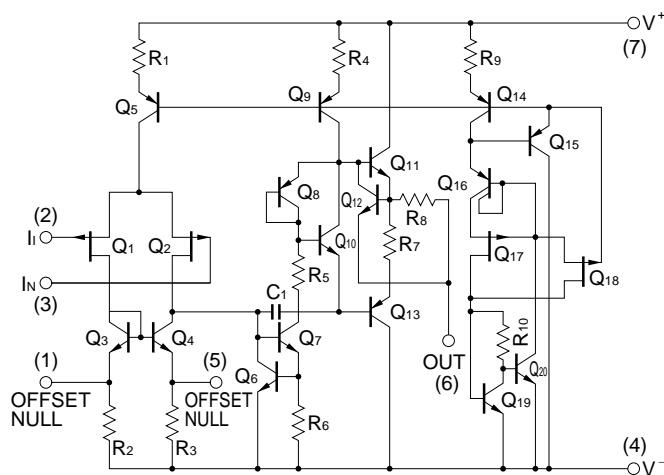 V+
(7)
R1
R4
R9
Q5
Q9
Q14
Q15
Q11
Q8
Q12
Q16
R8
(2)
II
Q1
Q2
Q10
R7
Q17
Q18
IN
(3)
R5
C1
Q13
R10
Q3
Q4
Q7
OUT
(6)
(1)
(5)
Q6
Q20
OFFSET
NULL
OFFSET
NULL
Q19
R2
R3
R6
(4)
V−